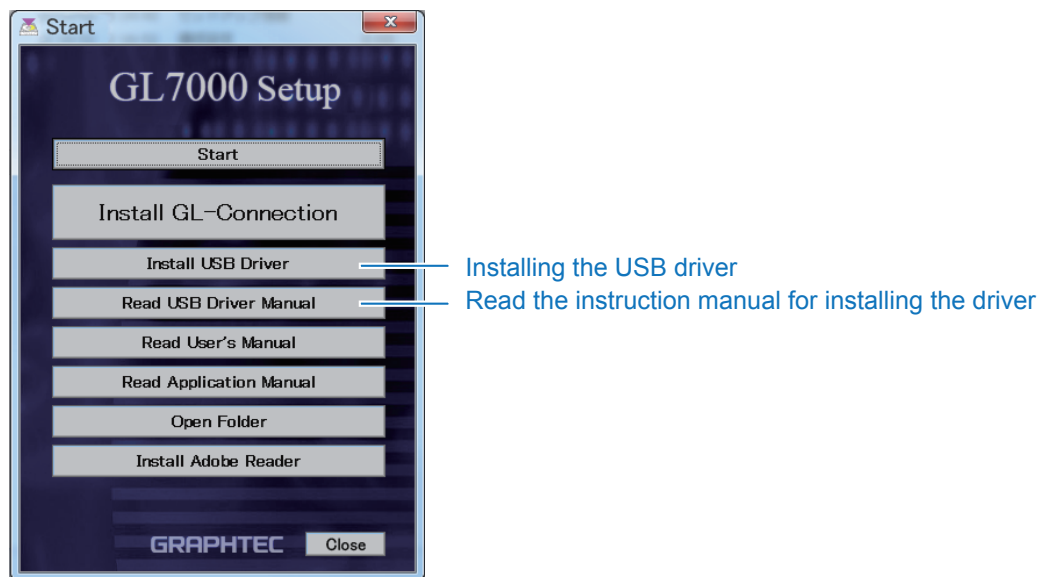 Start
x
GL7000 Setup
Start
Install GL-Connection
Install USB Driver
Installing the USB driver
Read USB Driver Manual
Read the instruction manual for installing the driver
Read User's Manual
Read Application Manual
Open Folder
Install Adobe Reader
GRAPHTEC
Close